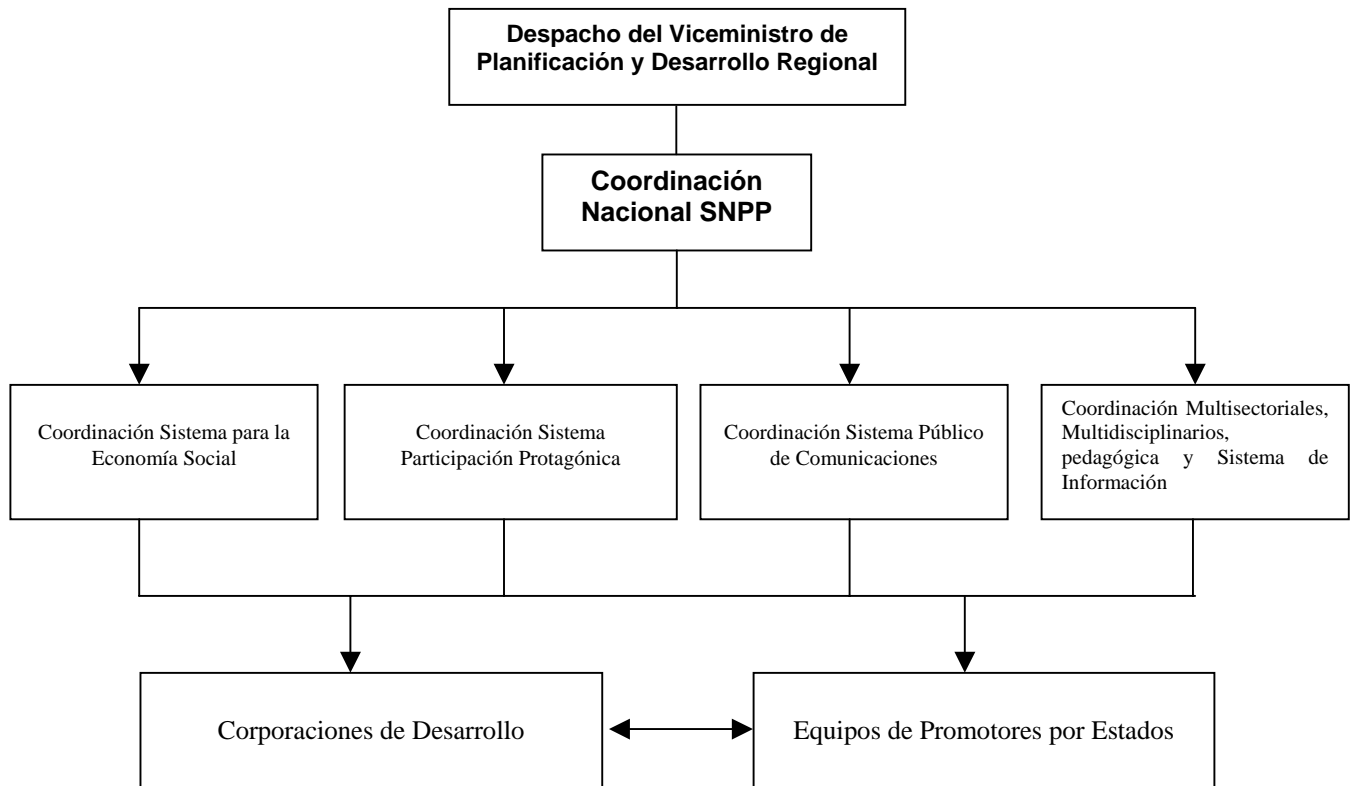 Despacho del Viceministro de
Planificación y Desarrollo Regional
Coordinación
Nacional SNPP
Coordinación Sistema para la
Economía Social
Coordinación Sistema
Participación Protagónica
Coordinación Sistema Público
de Comunicaciones
Coordinación Multisectoriales,
Multidisciplinarios,
pedagógica y Sistema de
Información
Corporaciones de Desarrollo
Equipos de Promotores por Estados